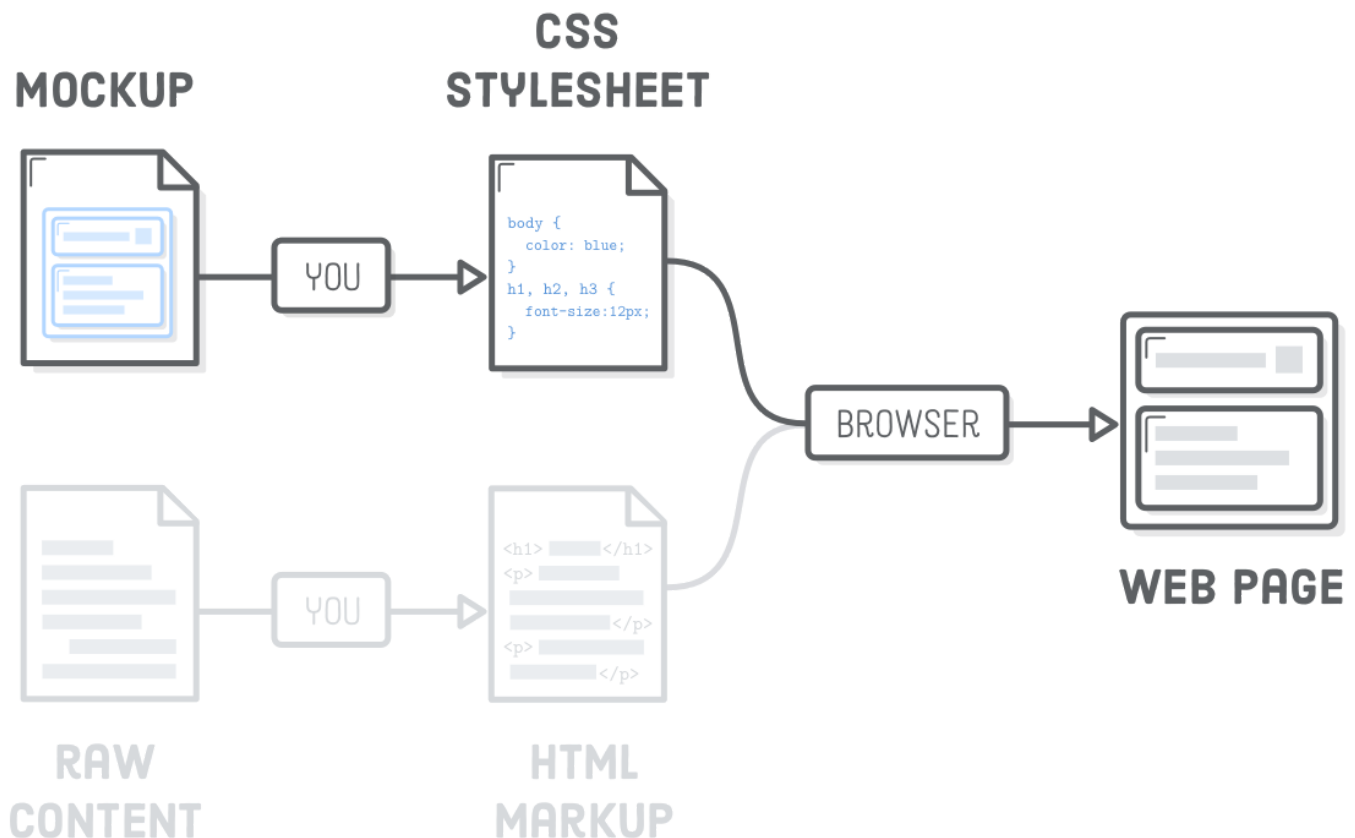 CSS
STYLESHEET
MOCKUP
body {
  color: blue;
}
h1, h2, h3 {
  font-size:12px;
}
YOU
BROWSER
WEB PAGE
<h1> </h1>
<p>
</p>
<p>
</p>
YOU
RAW
CONTENT
HTML
MARKUP